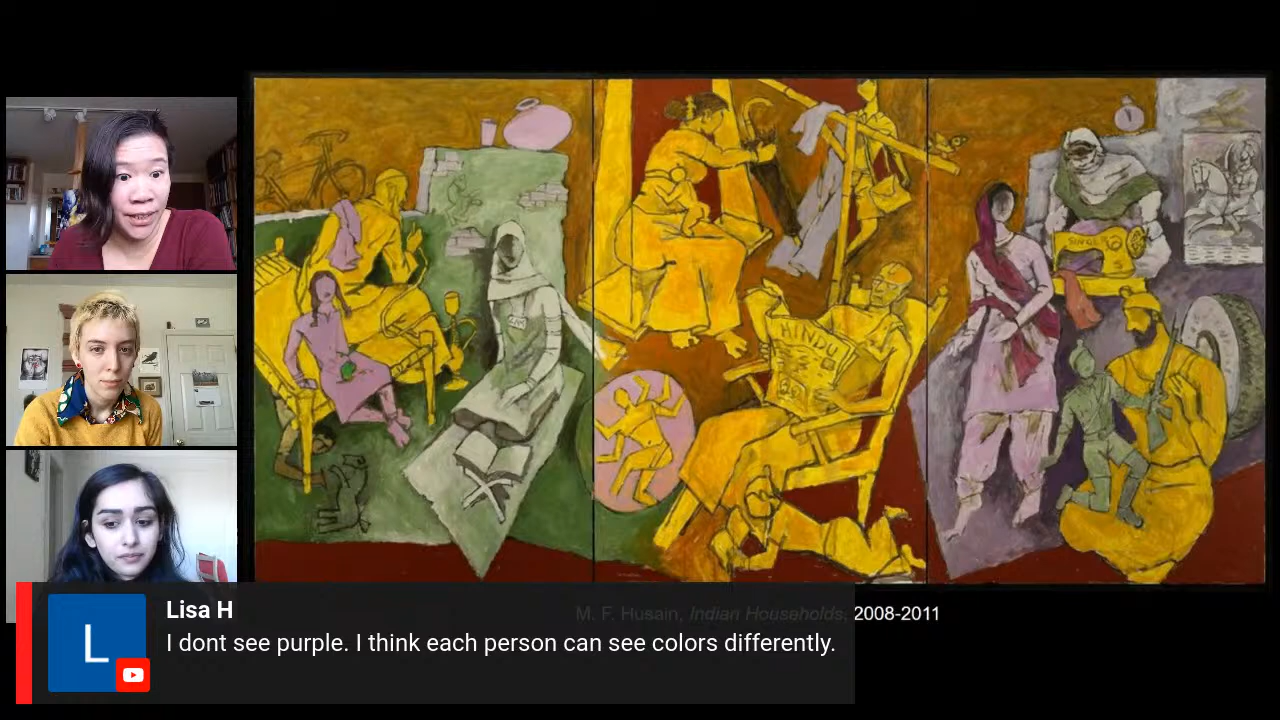 SINGER
HINDU
M. F. Husain, Indian Households, 2008-2011
L
Lisa H
I dont see purple. I think each person can see colors differently.